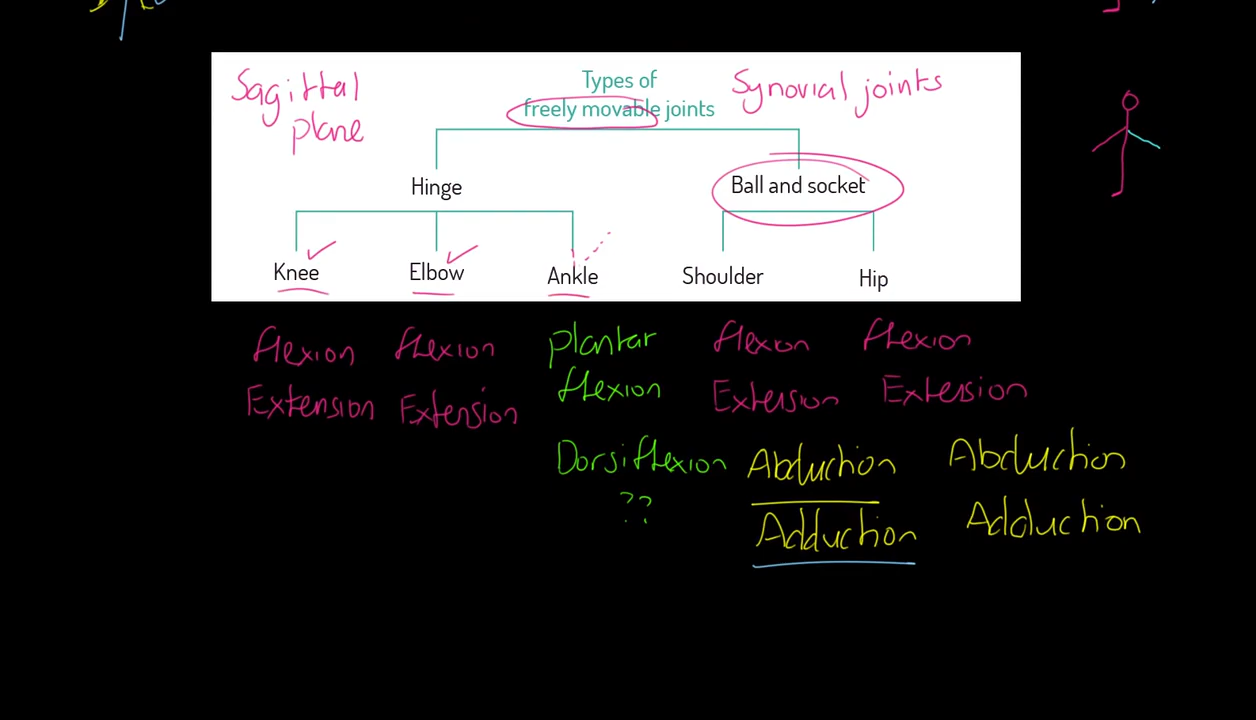 Sagittal
plane
Types of
freely movable joints
Synovial joints
Hinge
Ball and socket
Knee
Elbow
Ankle
Shoulder
Hip
flexion
Extension
flexion
Extension
plantar
flexion
Dorsiflexion
??
flexion
Extension
Abduction
Adduction
flexion
Extension
Abduction
Adduction